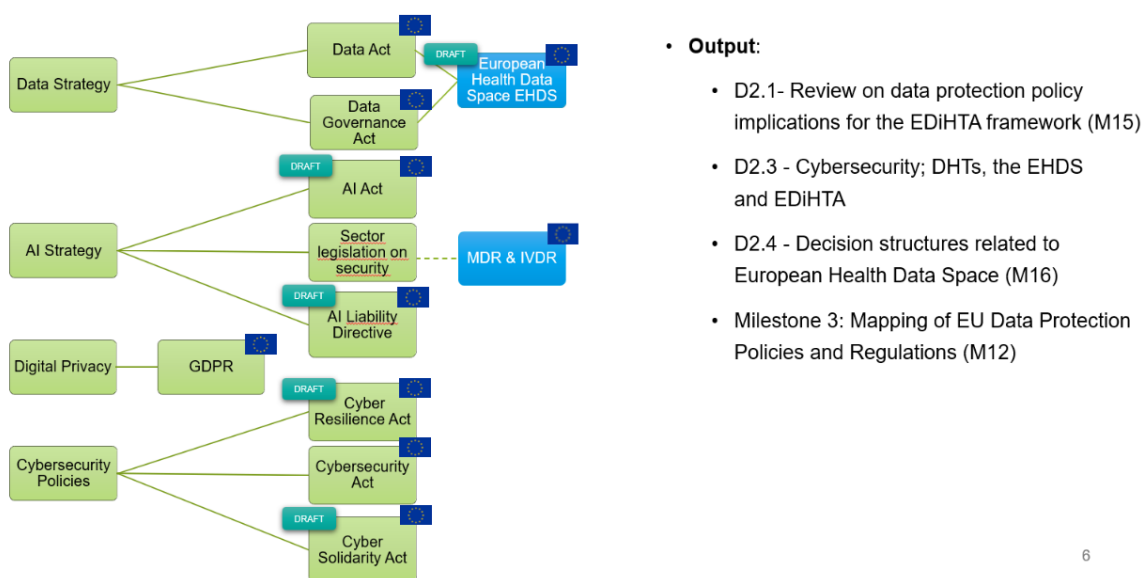 Data Strategy
Data Act
Data
Governance
Act
DRAFT
European
Health Data
Space EHDS
AI Strategy
DRAFT
AI Act
Sector
legislation on
security
MDR & IVDR
DRAFT
AI Liability
Directive
Digital Privacy
GDPR
Cybersecurity
Policies
DRAFT
Cyber
Resilience Act
Cybersecurity
Act
DRAFT
Cyber
Solidarity Act
• Output:
• D2.1- Review on data protection policy
implications for the EDiHTA framework (M15)
• D2.3 - Cybersecurity; DHTs, the EHDS
and EDiHTA
• D2.4 - Decision structures related to
European Health Data Space (M16)
• Milestone 3: Mapping of EU Data Protection
Policies and Regulations (M12)
6